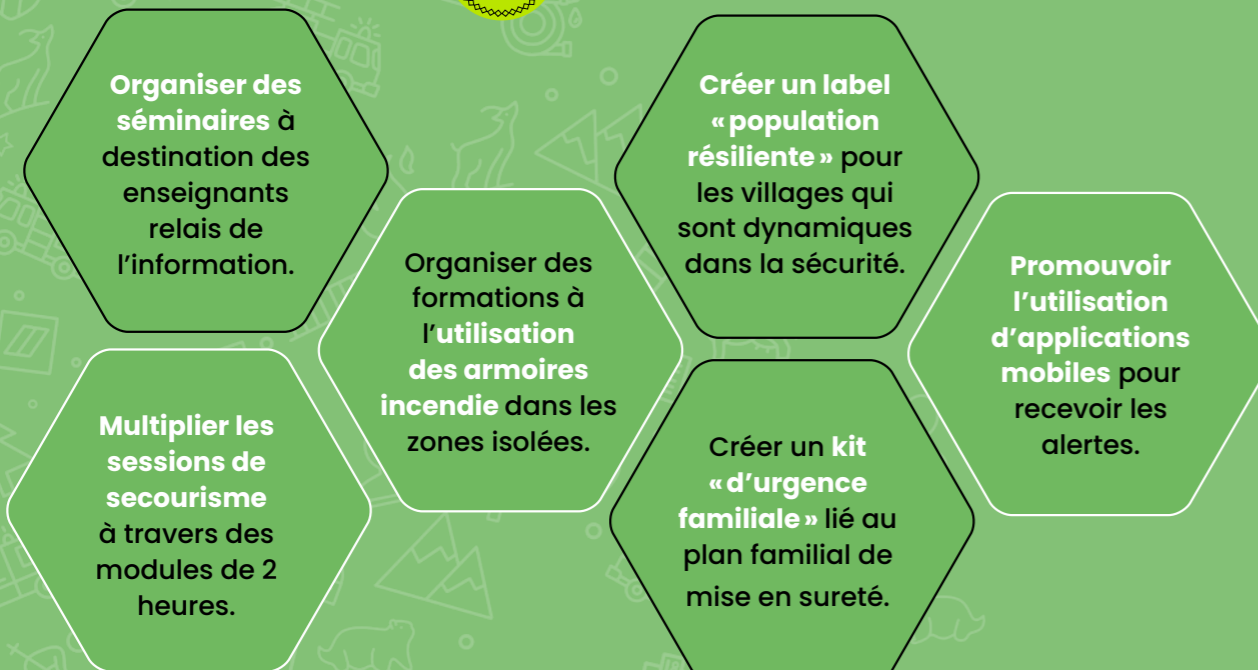 Organiser des
séminaires à
destination des
enseignants
relais de
l’information.
Multiplier les
sessions de
secourisme
à travers des
modules de 2
heures.
Organiser des
formations à
l’utilisation
des armoires
incendie dans les
zones isolées.
Créer un label
« population
résiliente » pour
les villages qui
sont dynamiques
dans la sécurité.
Créer un kit
« d’urgence
familiale » lié au
plan familial de
mise en sureté.
Promouvoir
l’utilisation
d’applications
mobiles pour
recevoir les
alertes.